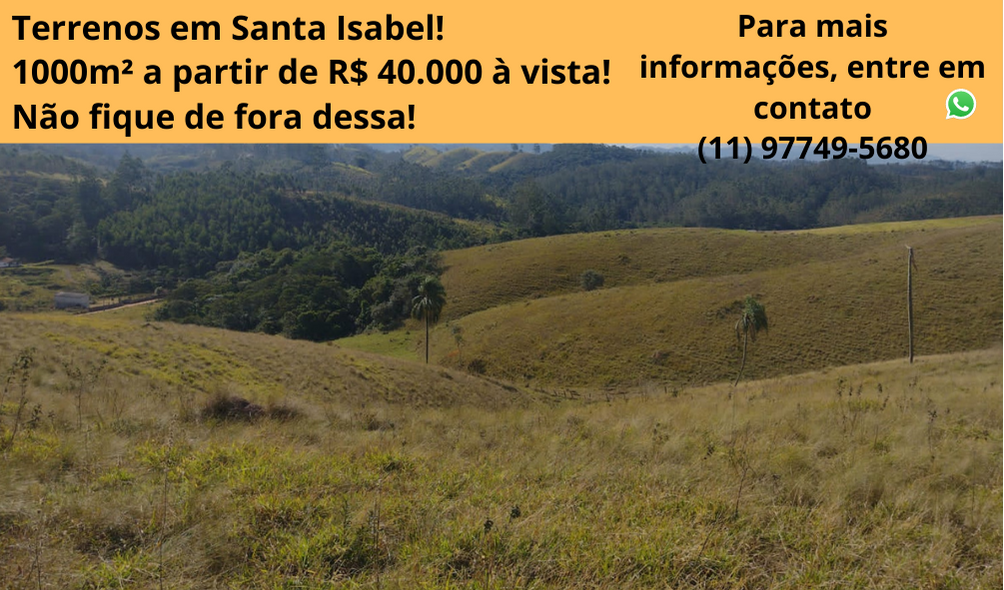 Terrenos em Santa Isabel!
1000m² a partir de R$ 40.000 à vista!
Não fique de fora dessa!
Para mais
informações, entre em
contato
(11) 97749-5680